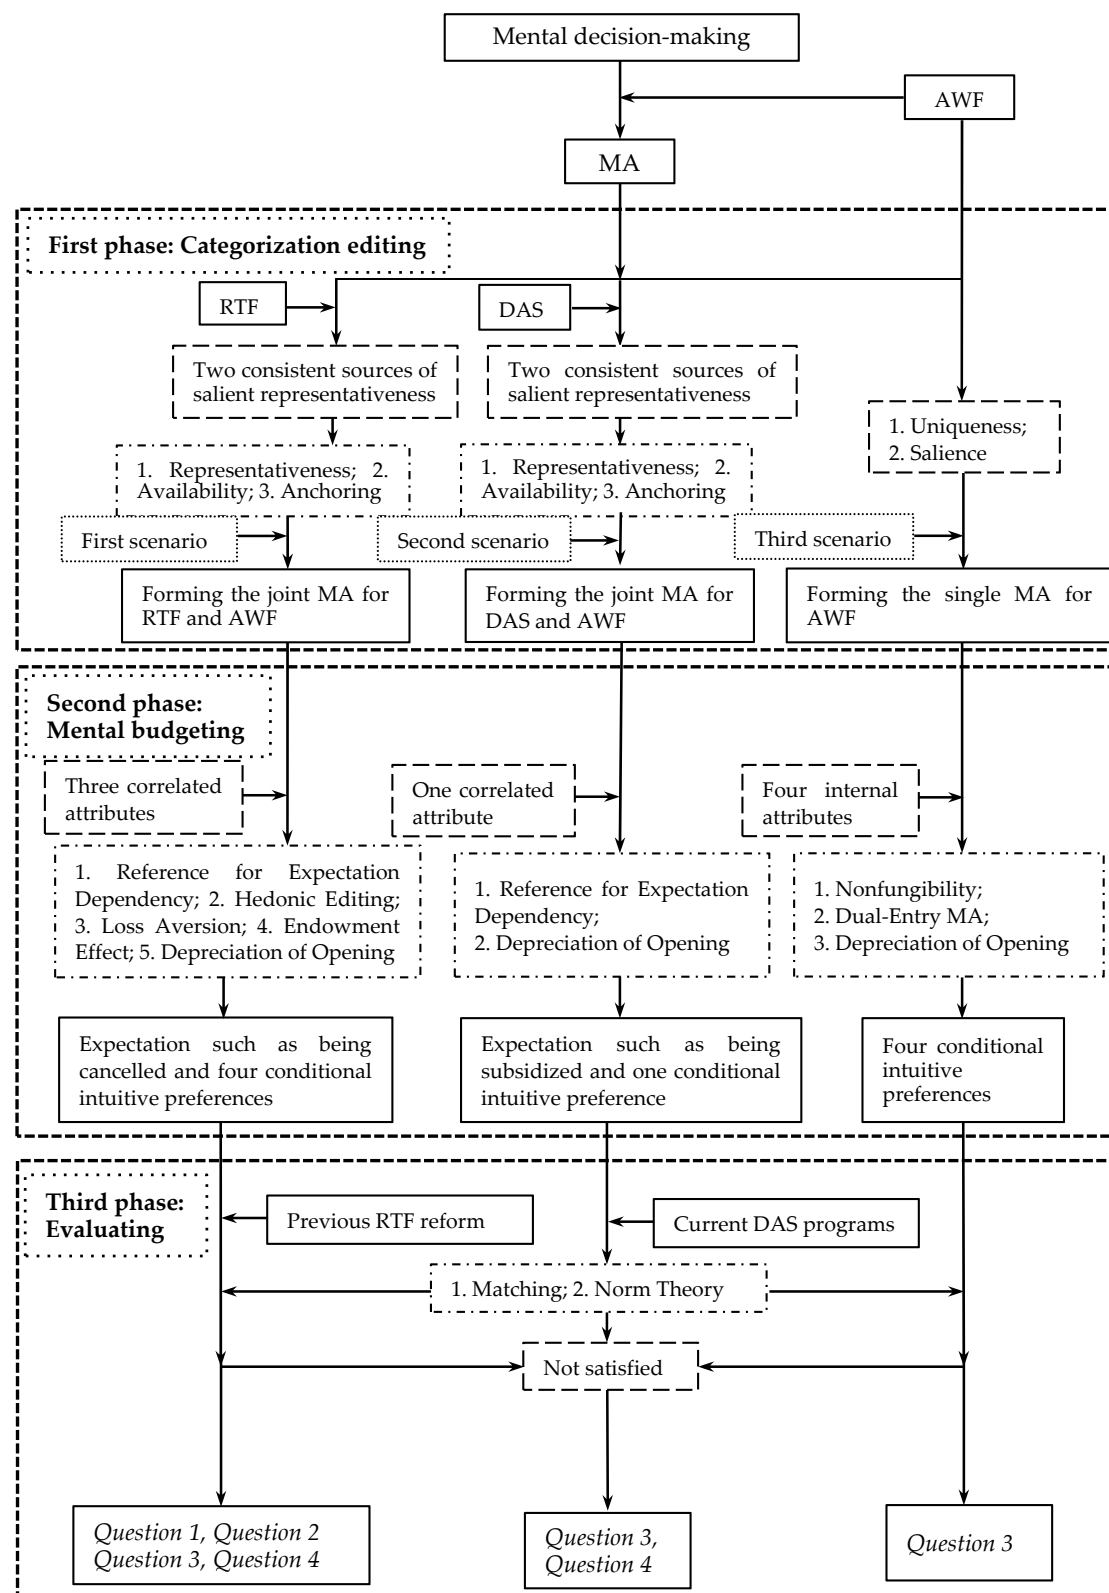 Mental decision-making
AWF
MA
First phase: Categorization editing
RTF
DAS
Two consistent sources of
salient representativeness
Two consistent sources of
salient representativeness
1. Uniqueness;
2. Salience
1. Representativeness; 2.
Availability; 3. Anchoring
1. Representativeness; 2.
Availability; 3. Anchoring
First scenario
Second scenario
Third scenario
Forming the joint MA for
RTF and AWF
Forming the joint MA for
DAS and AWF
Forming the single MA for
AWF
Second phase:
Mental budgeting
Three correlated
attributes
One correlated
attribute
Four internal
attributes
1. Reference for Expectation
Dependency; 2. Hedonic Editing;
3. Loss Aversion; 4. Endowment
Effect; 5. Depreciation of Opening
1. Reference for Expectation
Dependency;
2. Depreciation of Opening
1. Nonfungibility;
2. Dual-Entry MA;
3. Depreciation of Opening
Expectation such as being
cancelled and four conditional
intuitive preferences
Expectation such as being
subsidized and one conditional
intuitive preference
Four conditional
intuitive
preferences
Third phase:
Evaluating
Previous RTF reform
Current DAS programs
1. Matching; 2. Norm Theory
Not satisfied
Question 1, Question 2
Question 3, Question 4
Question 3,
Question 4
Question 3